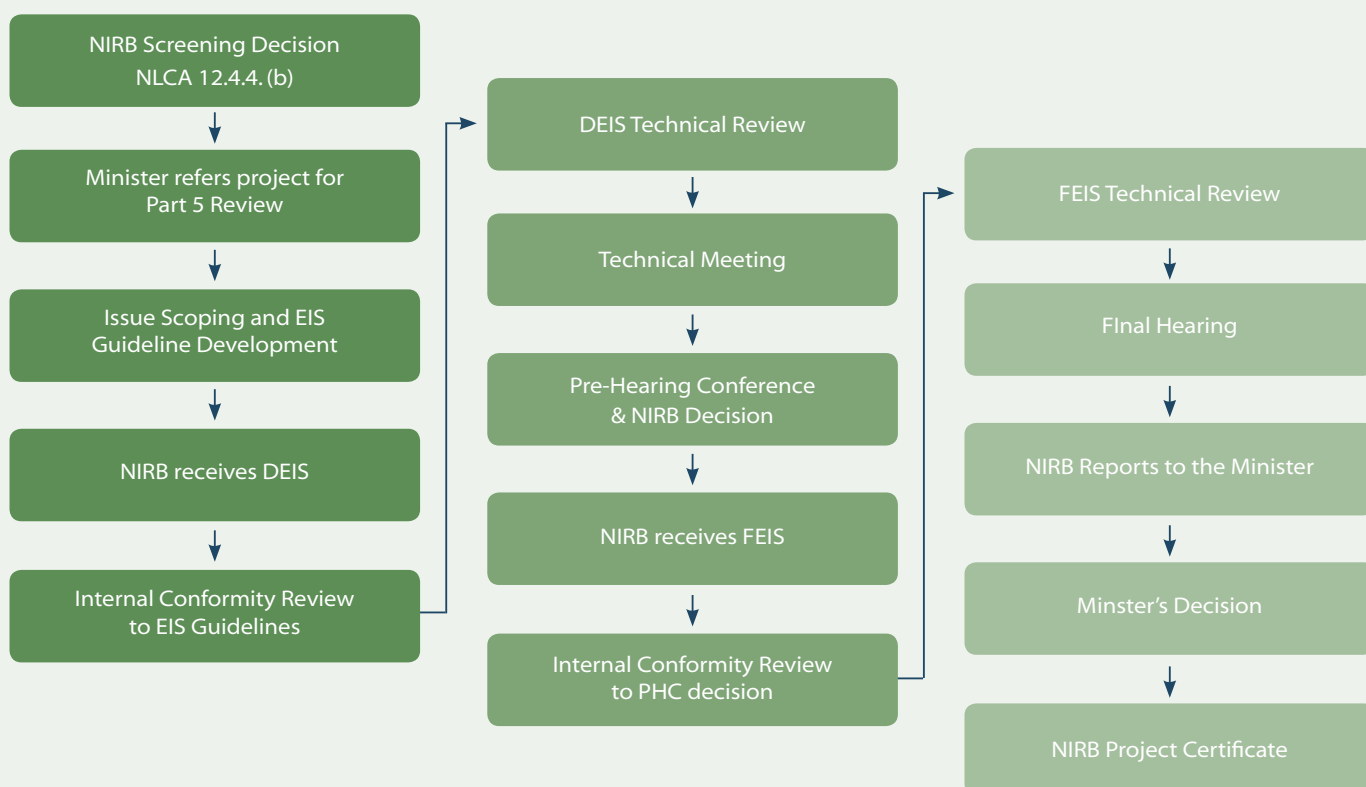 NIRB Screening Decision
NLCA 12.4.4. (b)
Minister refers project for
Part 5 Review
Issue Scoping and EIS
Guideline Development
NIRB receives DEIS
Internal Conformity Review
to EIS Guidelines
DEIS Technical Review
Technical Meeting
Pre-Hearing Conference
& NIRB Decision
NIRB receives FEIS
Internal Conformity Review
to PHC decision
FEIS Technical Review
FInal Hearing
NIRB Reports to the Minister
Minster’s Decision
NIRB Project Certificate